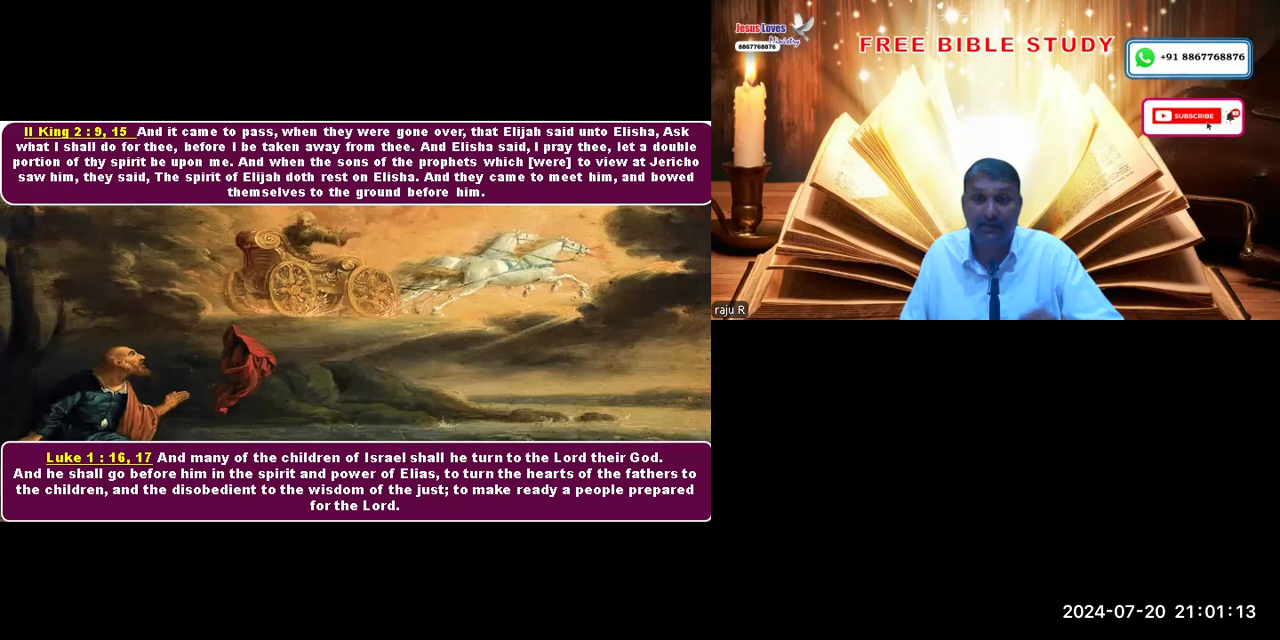 II King 2 : 9, 15 And it came to pass, when they were gone over, that Elijah said unto Elisha, Ask
what I shall do for thee, before I be taken away from thee. And Elisha said, I pray thee, let a double
portion of thy spirit be upon me. And when the sons of the prophets which [were] to view at Jericho
saw him, they said, The spirit of Elijah doth rest on Elisha. And they came to meet him, and bowed
themselves to the ground before him.
Luke 1 : 16, 17 And many of the children of Israel shall he turn to the Lord their God.
And he shall go before him in the spirit and power of Elias, to turn the hearts of the fathers to
the children, and the disobedient to the wisdom of the just; to make ready a people prepared
for the Lord.
Jesus Loves
Ministry
8867768876
FREE BIBLE STUDY
+91 8867768876
SUBSCRIBE
raju R
2024-07-20 21:01:13